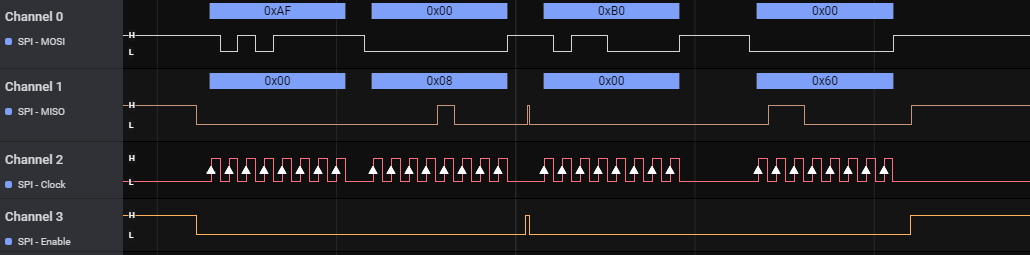 Channel 0
0xAF 0x00 0xB0 0x00
H
SPI - MOSI
L
Channel 1
0x00 0x08 0x00 0x60
H
SPI - MISO
L
Channel 2
H
SPI - Clock
L
Channel 3
H
L
SPI - Enable